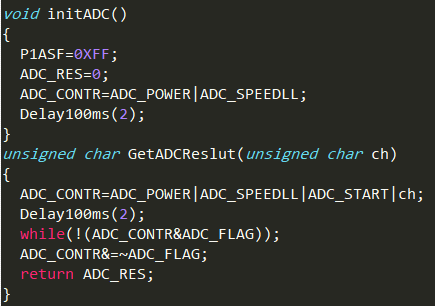 void initADC()
{
P1ASF=0XFF;
ADC_RES=0;
ADC_CONTR=ADC_POWER|ADC_SPEEDLL;
Delay100ms(2);
}
unsigned char GetADCReslut(unsigned char ch)
{
ADC_CONTR=ADC_POWER|ADC_SPEEDLL|ADC_START|ch;
Delay100ms(2);
while(!(ADC_CONTR&ADC_FLAG));
ADC_CONTR&=~ADC_FLAG;
return ADC_RES;
}